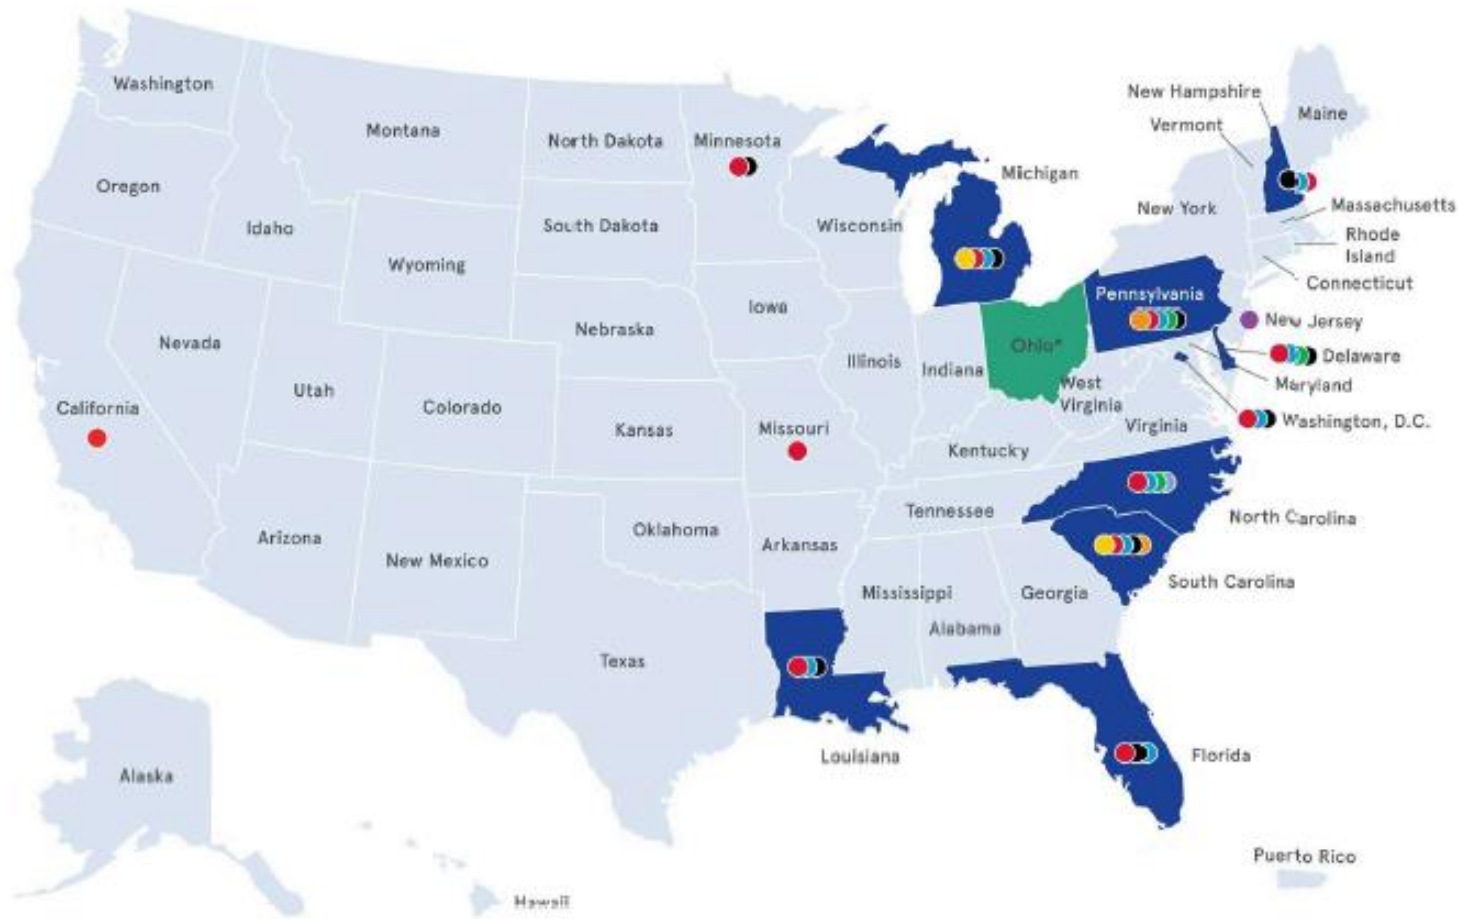 Washington
Montana
North Dakota
Minnesota
New Hampshire
Vermont
Maine
Oregon
Idaho
Wyoming
South Dakota
Wisconsin
Michigan
New York
Massachusetts
Rhode
Island
Connecticut
Nevada
Utah
Colorado
Nebraska
Iowa
Illinois
Indiana
Ohio*
Pennsylvania
New Jersey
Delaware
Maryland
Washington, D.C.
West
Virginia
Virginia
California
Kansas
Missouri
Kentucky
Arizona
New Mexico
Oklahoma
Arkansas
Tennessee
North Carolina
South Carolina
Mississippi
Alabama
Georgia
Texas
Louisiana
Florida
Alaska
Hawaii
Puerto Rico